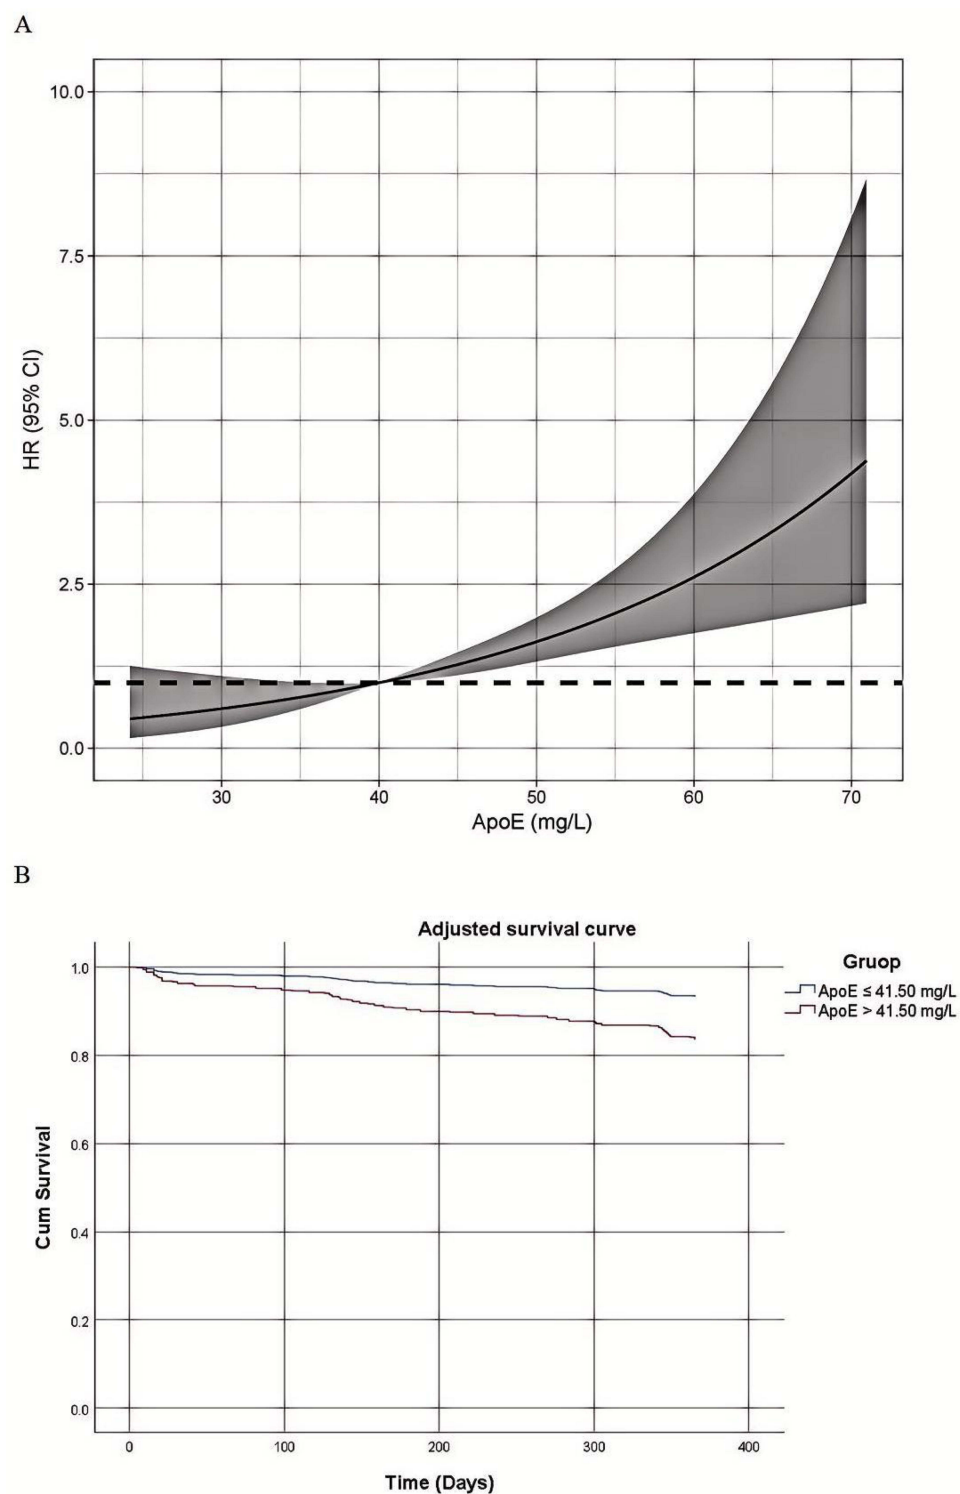 A
10.0
7.5
5.0
2.5
0.0
HR (95% CI)
30 40 50 60 70
ApoE (mg/L)
B
Adjusted survival curve
Gruop
ApoE ≤ 41.50 mg/L
ApoE > 41.50 mg/L
1.0
0.8
0.6
0.4
0.2
0.0
Cum Survival
0 100 200 300 400
Time (Days)